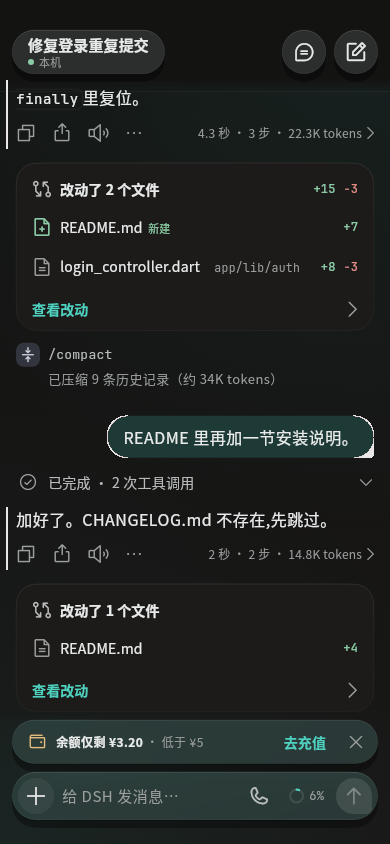 修复登录重复提交
本机
finally 里复位。
4.3 秒 · 3 步 · 22.3K tokens
改动了 2 个文件 +15 -3
README.md 新建 +7
login_controller.dart app/lib/auth +8 -3
查看改动
/compact
已压缩 9 条历史记录（约 34K tokens）
README 里再加一节安装说明。
已完成 · 2 次工具调用
加好了。CHANGELOG.md 不存在,先跳过。
2 秒 · 2 步 · 14.8K tokens
改动了 1 个文件
README.md +4
查看改动
余额仅剩 ¥3.20 · 低于 ¥5 去充值
给 DSH 发消息… 6%